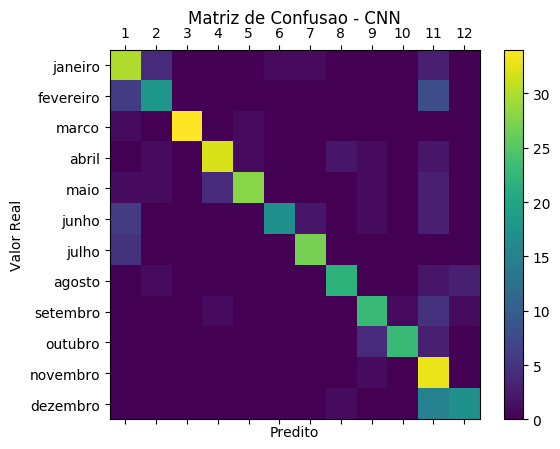 Matriz de Confusao - CNN
1 2 3 4 5 6 7 8 9 10 11 12
janeiro
fevereiro
marco
abril
maio
junho
julho
agosto
setembro
outubro
novembro
dezembro
Valor Real
Predito
30
25
20
15
10
5
0